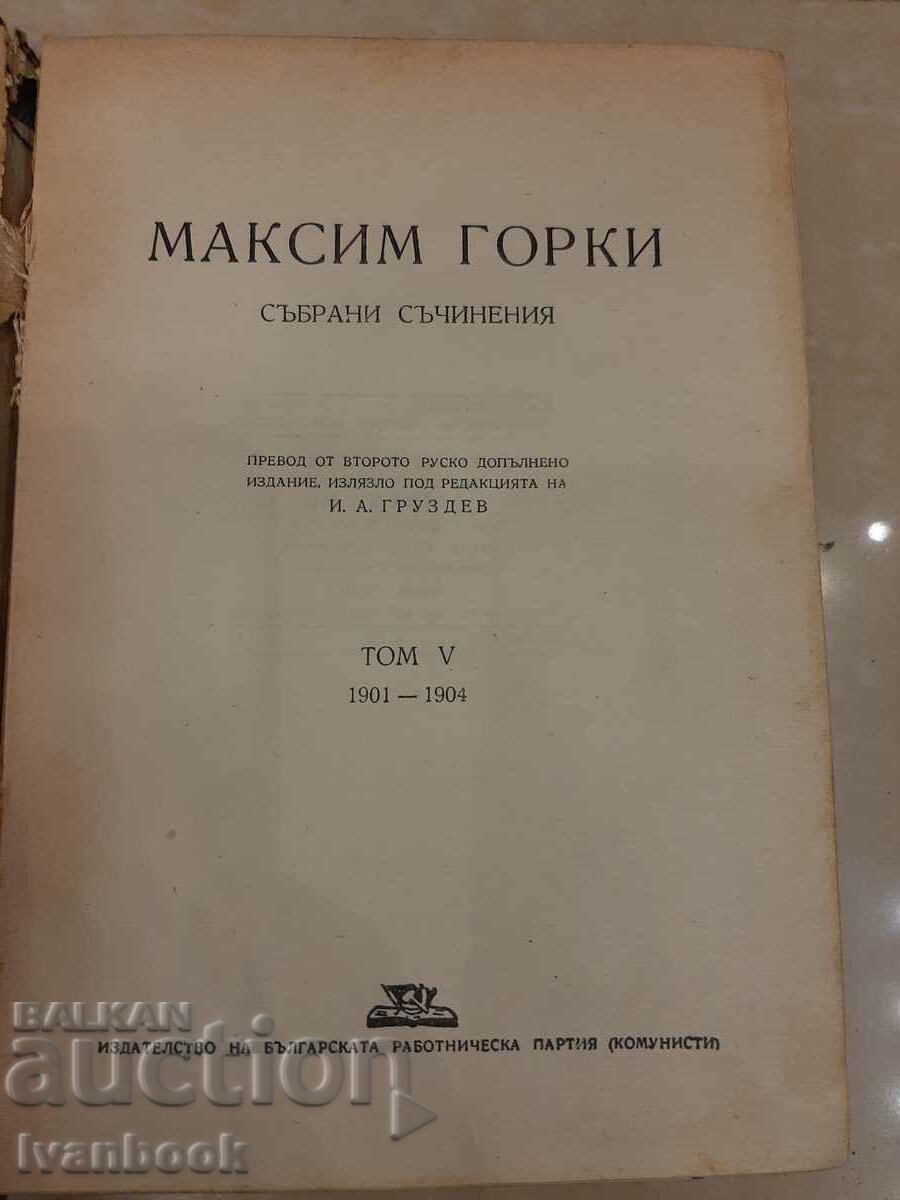 МАКСИМ ГОРКИ
СЪБРАНИ СЪЧИНЕНИЯ
ПРЕВОД ОТ ВТОРОТО РУСКО ДОПЪЛНЕНО
ИЗДАНИЕ, ИЗЛЯЗЛО ПОД РЕДАКЦИЯТА НА
И. А. ГРУЗДЕВ
ТОМ V
1901 — 1904
ИЗДАТЕЛСТВО НА БЪЛГАРСКАТА РАБОТНИЧЕСКА ПАРТИЯ (КОМУНИСТИ)
BALKAN
auction
Ivanbook